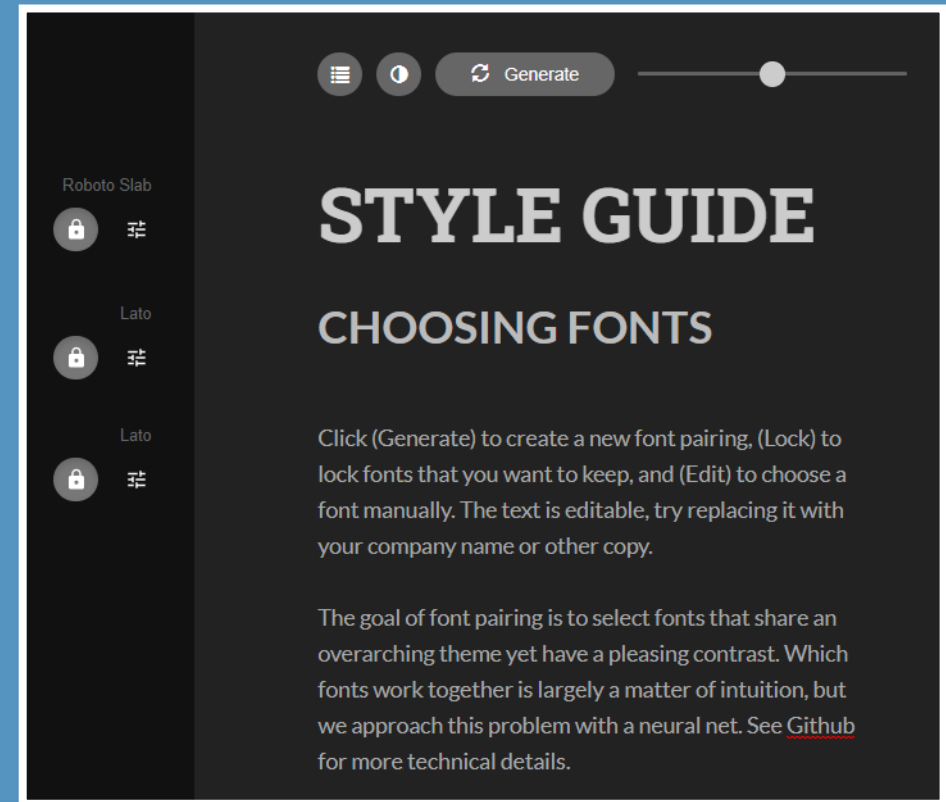 Generate
Roboto Slab
STYLE GUIDE
Lato
CHOOSING FONTS
Lato
Click (Generate) to create a new font pairing, (Lock) to
lock fonts that you want to keep, and (Edit) to choose a
font manually. The text is editable, try replacing it with
your company name or other copy.
The goal of font pairing is to select fonts that share an
overarching theme yet have a pleasing contrast. Which
fonts work together is largely a matter of intuition, but
we approach this problem with a neural net. See Github
for more technical details.